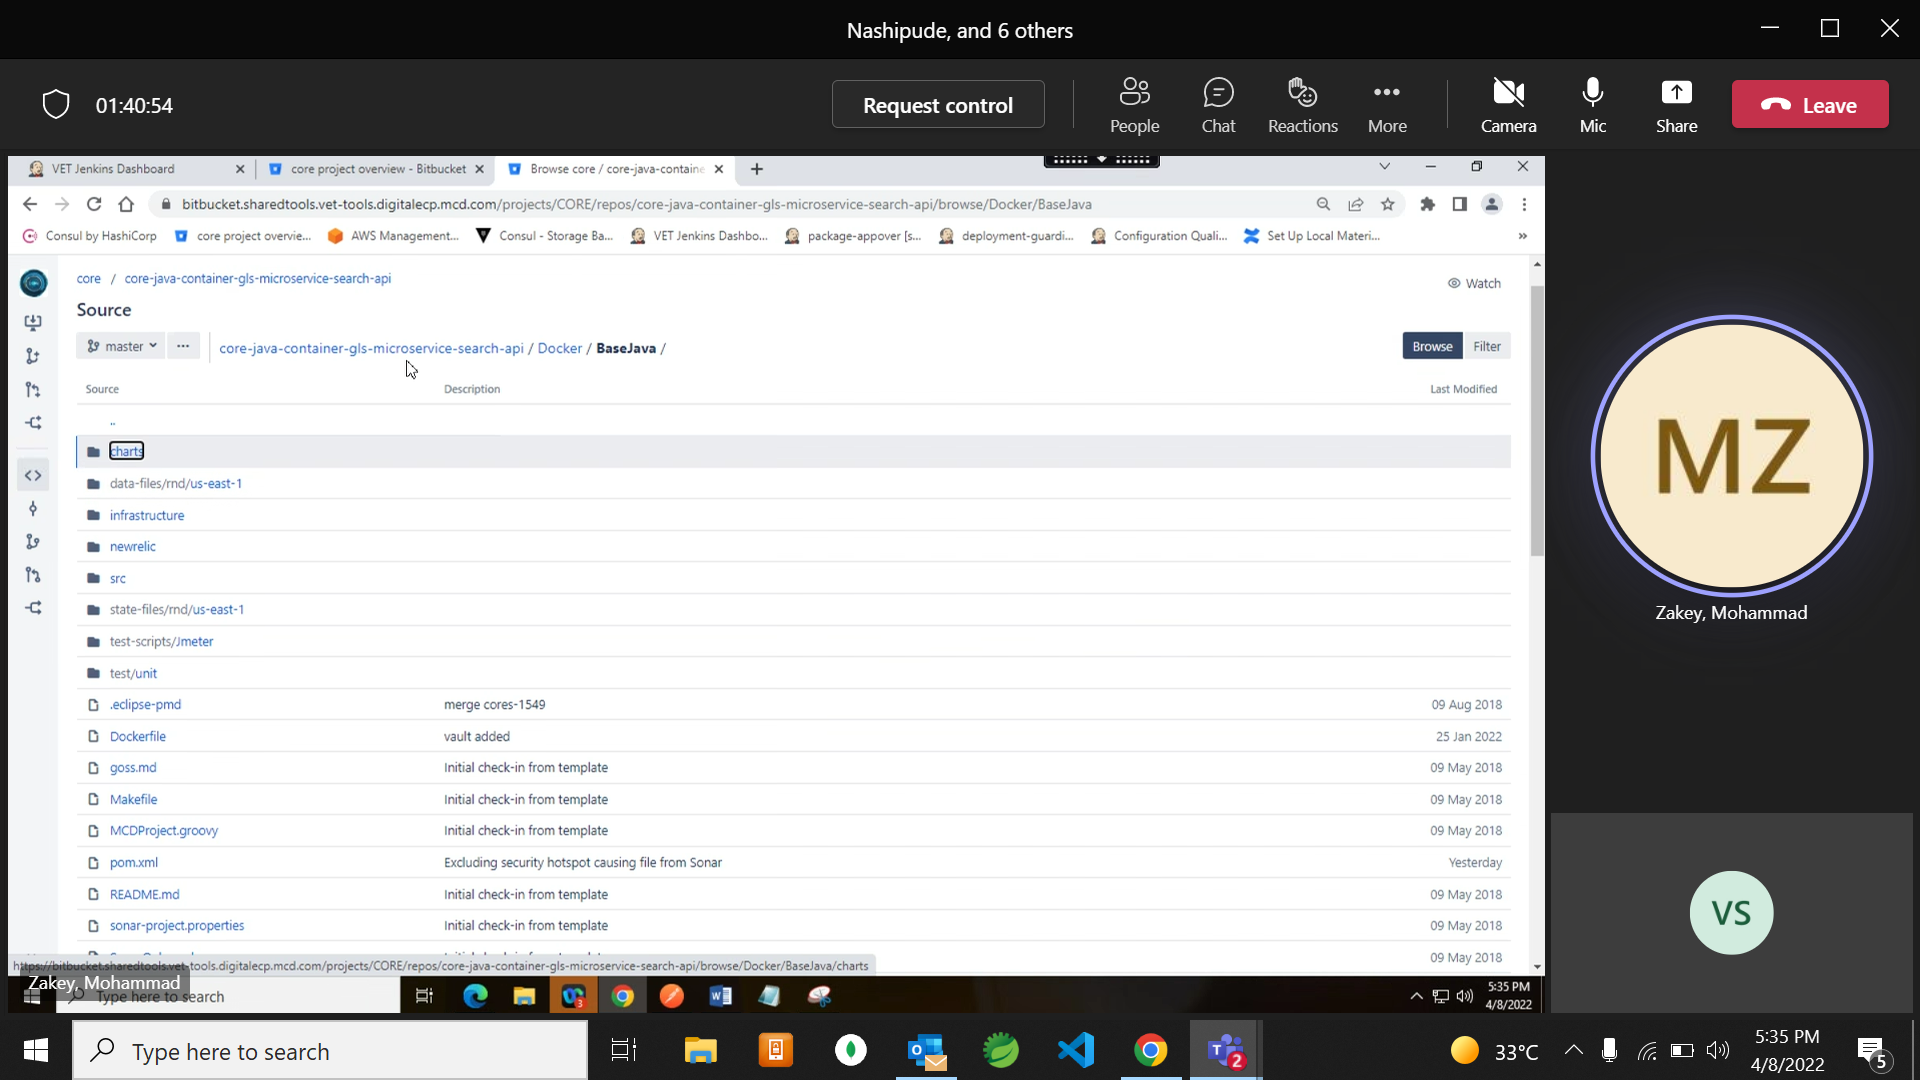 Nashipude, and 6 others
01:40:54
Request control
People
Chat
Reactions
More
Camera
Mic
Share
Leave
VET Jenkins Dashboard
core project overview - Bitbucket
Browse core / core-java-containe
bitbucket.sharedtools.vet-tools.digitalecp.mcd.com/projects/CORE/repos/core-java-container-gls-microservice-search-api/browse/Docker/BaseJava
Consul by HashiCorp
core project overvie...
AWS Management...
Consul - Storage Ba...
VET Jenkins Dashbo...
package-appover [s...
deployment-guardi...
Configuration Quali...
Set Up Local Materi...
»
core / core-java-container-gls-microservice-search-api
Watch
Source
master
...
core-java-container-gls-microservice-search-api / Docker / BaseJava /
Browse
Filter
Source Description Last Modified
..
charts
data-files/rnd/us-east-1
infrastructure
newrelic
src
state-files/rnd/us-east-1
test-scripts/Jmeter
test/unit
.eclipse-pmd merge cores-1549 09 Aug 2018
Dockerfile vault added 25 Jan 2022
goss.md Initial check-in from template 09 May 2018
Makefile Initial check-in from template 09 May 2018
MCDProject.groovy Initial check-in from template 09 May 2018
pom.xml Excluding security hotspot causing file from Sonar Yesterday
README.md Initial check-in from template 09 May 2018
sonar-project.properties Initial check-in from template 09 May 2018
09 May 2018
https://bitbucket.sharedtools.vet-tools.digitalecp.mcd.com/projects/CORE/repos/core-java-container-gls-microservice-search-api/browse/Docker/BaseJava/charts
Zakey, Mohammad
Type here to search
3
5:35 PM
4/8/2022
MZ
Zakey, Mohammad
VS
Type here to search
2
33°C
5:35 PM
4/8/2022
5